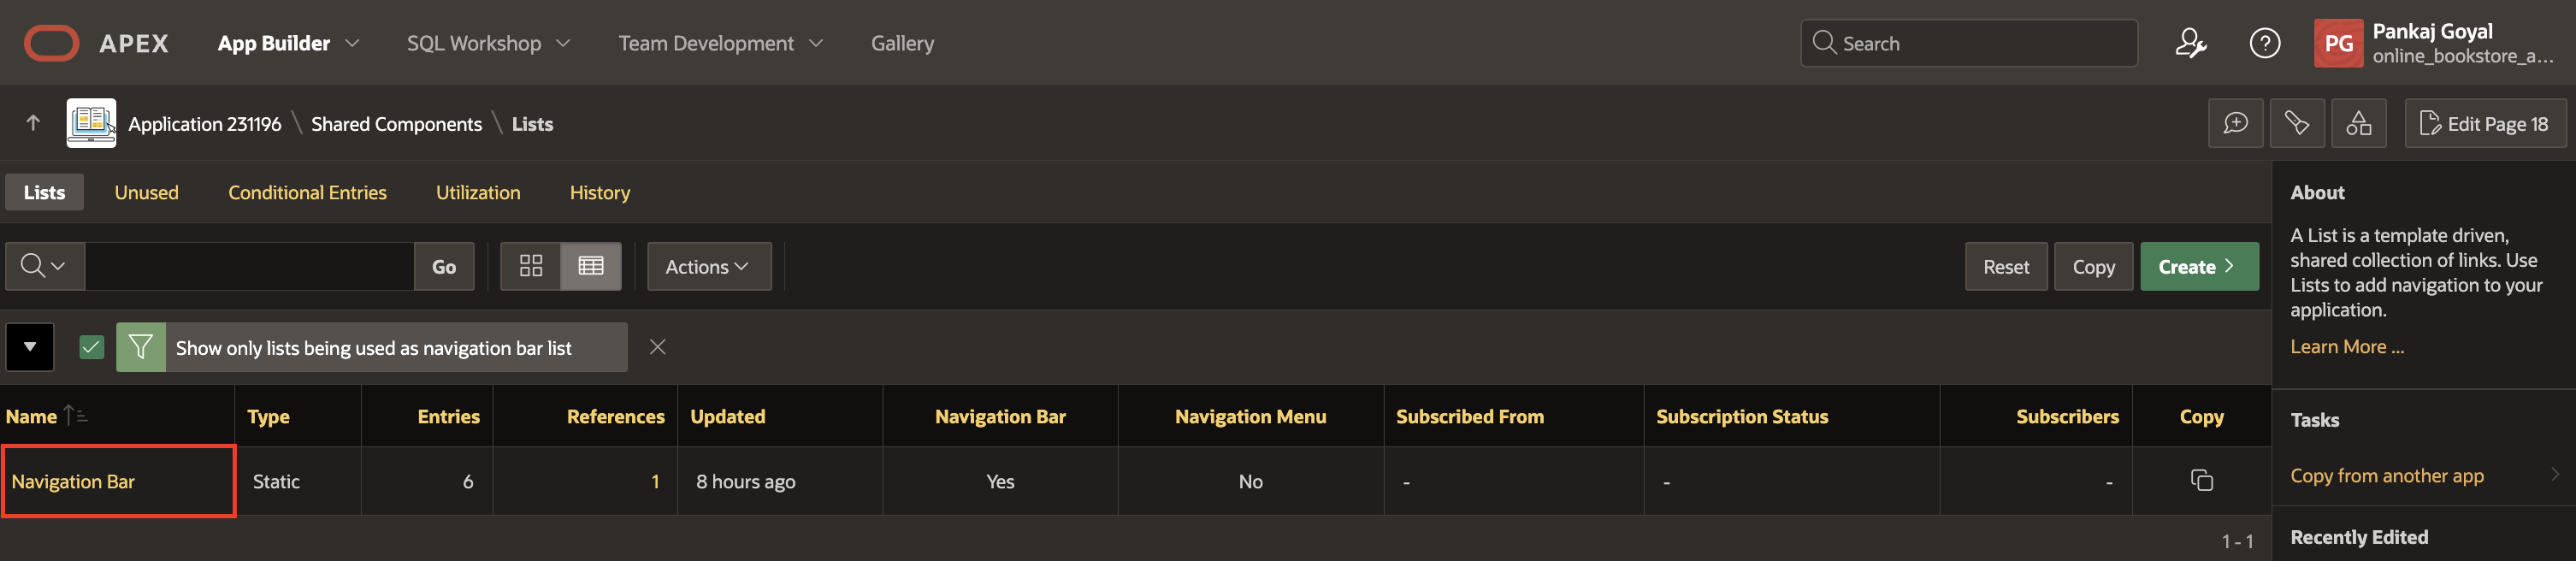 APEX App Builder SQL Workshop Team Development Gallery Search PG Pankaj Goyal
online_bookstore_a...
Application 231196 \ Shared Components \ Lists Edit Page 18
Lists Unused Conditional Entries Utilization History
Go Actions Reset Copy Create
Show only lists being used as navigation bar list
Name Type Entries References Updated Navigation Bar Navigation Menu Subscribed From Subscription Status Subscribers Copy
Navigation Bar Static 6 1 8 hours ago Yes No - - -
1 - 1
About
A List is a template driven,
shared collection of links. Use
Lists to add navigation to your
application.
Learn More ...
Tasks
Copy from another app
Recently Edited